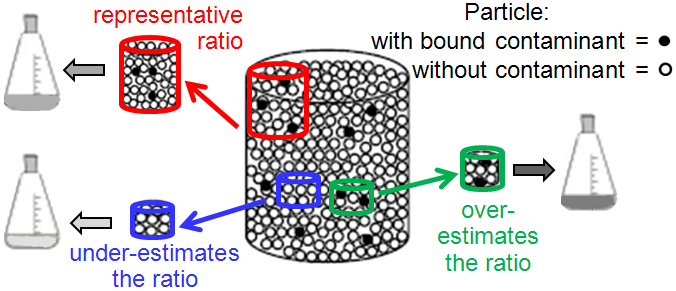 representative
ratio
Particle:
with bound contaminant = ●
without contaminant = o
under-estimates
the ratio
over-
estimates
the ratio